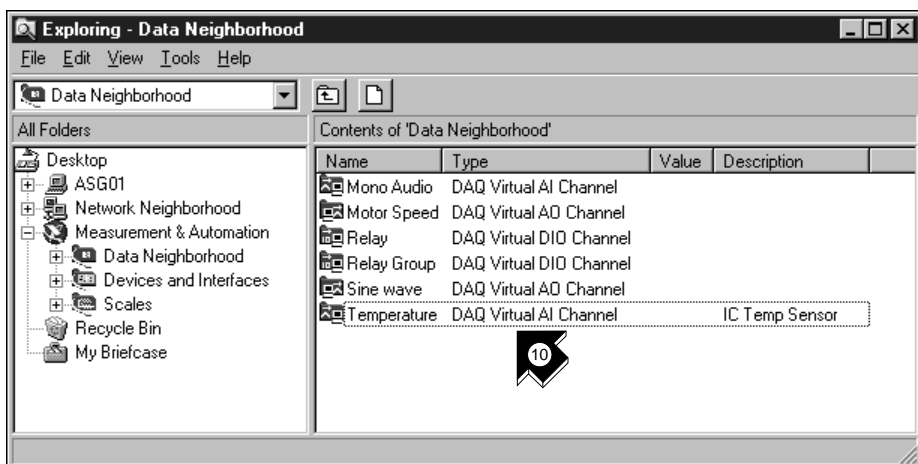 Exploring - Data Neighborhood
File Edit View Tools Help
Data Neighborhood
All Folders
Contents of 'Data Neighborhood'
Desktop
ASG01
Network Neighborhood
Measurement & Automation
Data Neighborhood
Devices and Interfaces
Scales
Recycle Bin
My Briefcase
Name Type Value Description
Mono Audio DAQ Virtual AI Channel
Motor Speed DAQ Virtual AO Channel
Relay DAQ Virtual DIO Channel
Relay Group DAQ Virtual DIO Channel
Sine wave DAQ Virtual AO Channel
Temperature DAQ Virtual AI Channel IC Temp Sensor
10